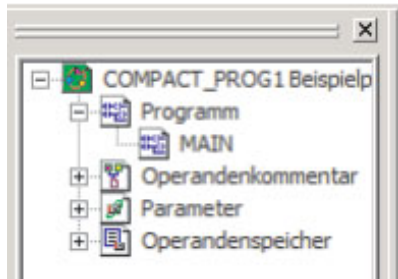 COMPACT_PROG1 Beispielp
Programm
MAIN
Operandenkommentar
Parameter
Operandenspeicher